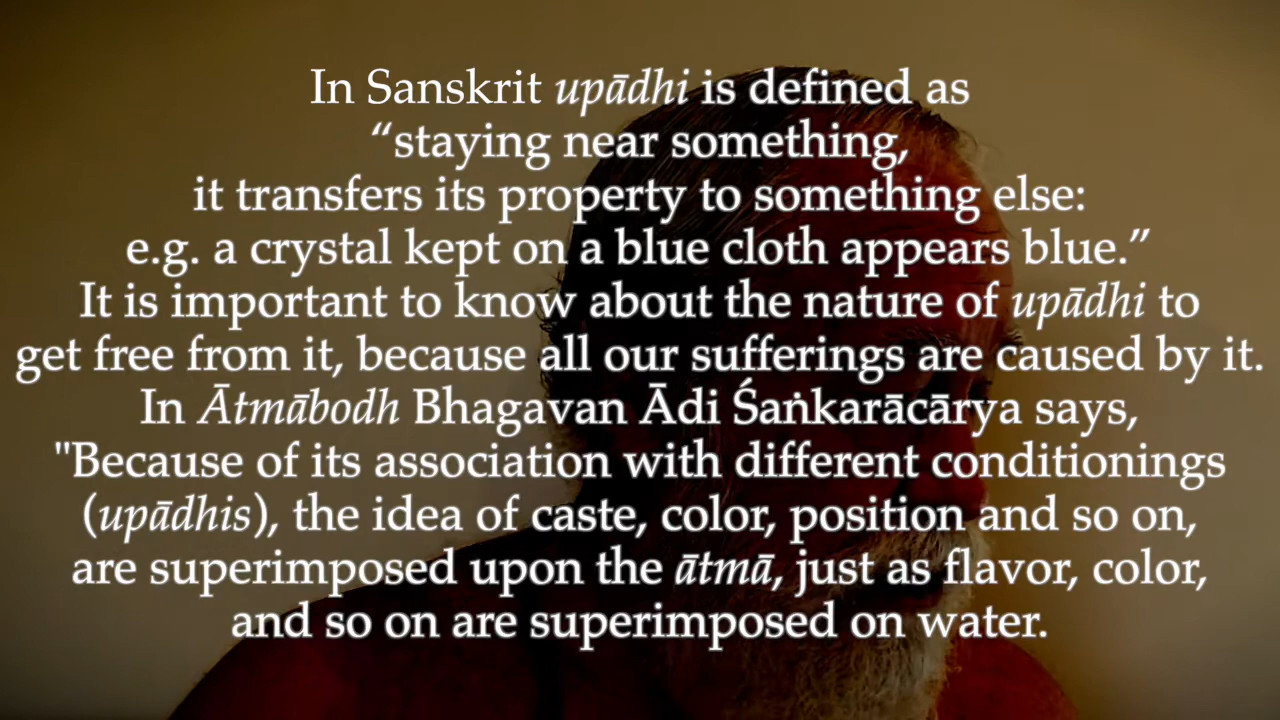 In Sanskrit upādhi is defined as
“staying near something,
it transfers its property to something else:
e.g. a crystal kept on a blue cloth appears blue.”
It is important to know about the nature of upādhi to
get free from it, because all our sufferings are caused by it.
In Ātmābodh Bhagavan Ādi Śaṅkarācārya says,
"Because of its association with different conditionings
(upādhis), the idea of caste, color, position and so on,
are superimposed upon the ātmā, just as flavor, color,
and so on are superimposed on water.